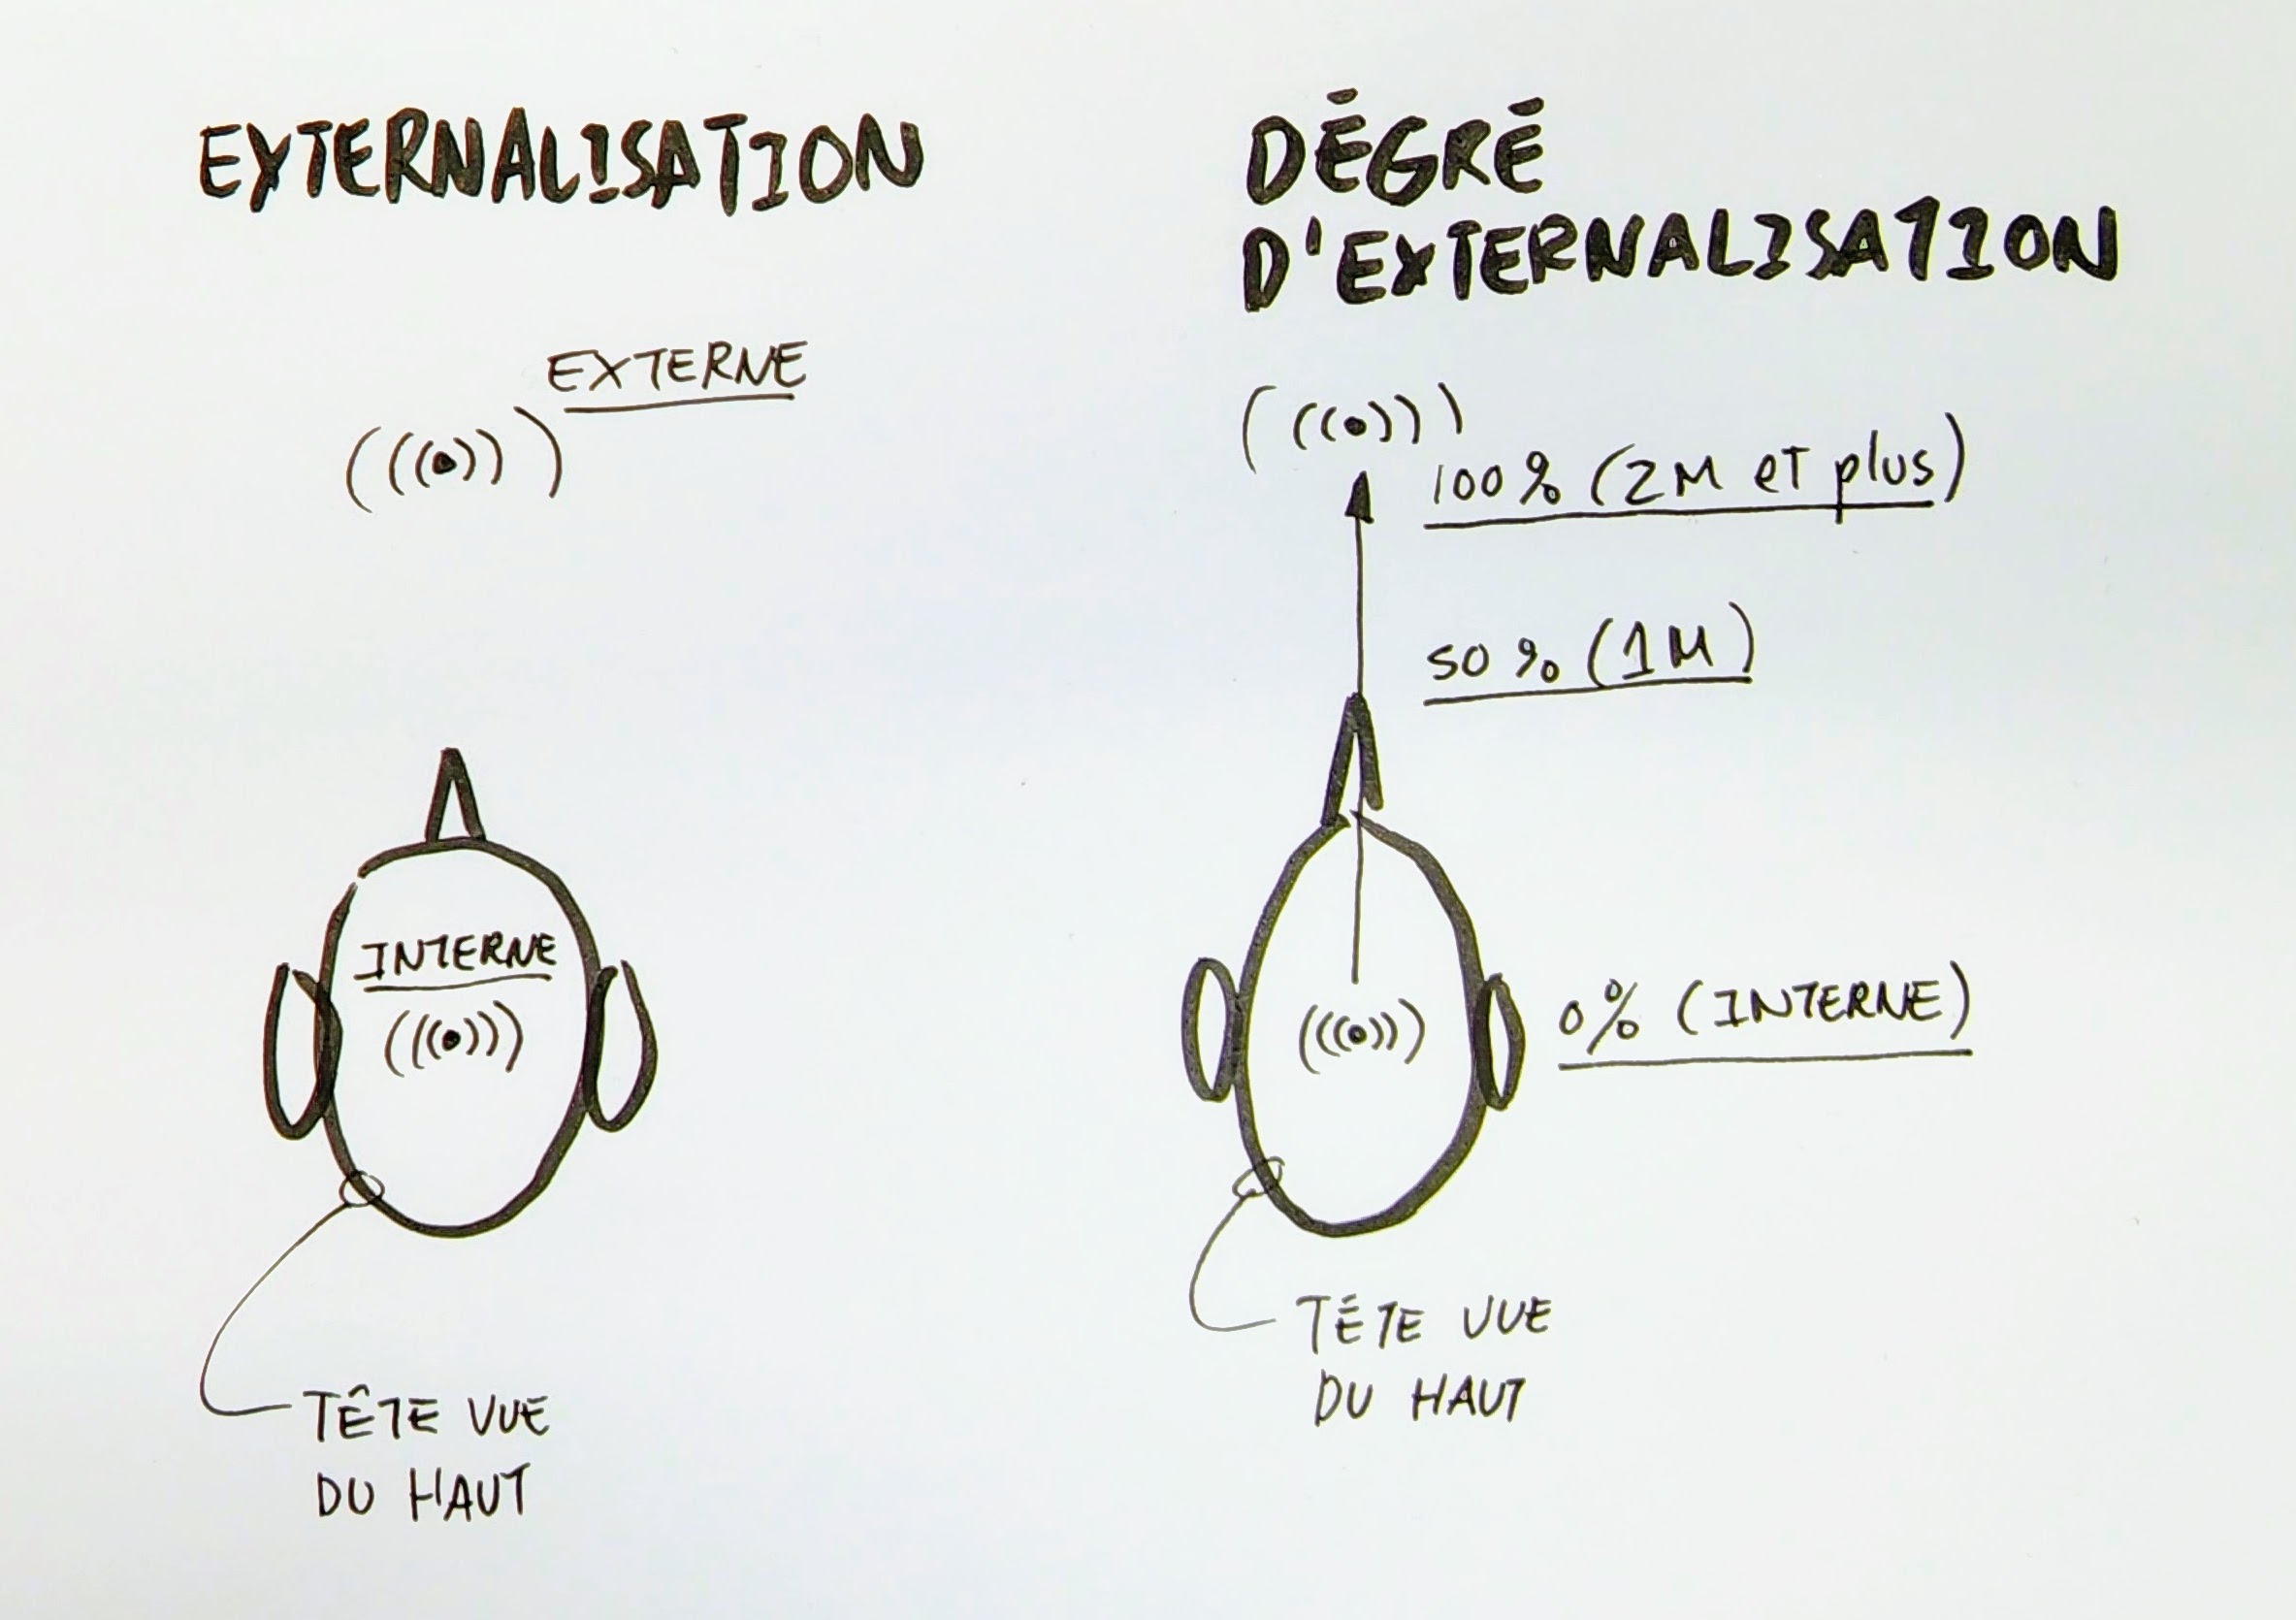 EXTERNALISATION
EXTERNE
INTERNE
TÊTE VUE
DU HAUT
DÉGRÉ
D'EXTERNALISATION
100% (2M et plus)
50% (1M)
0% (INTERNE)
TÉTE VUE
DU HAUT